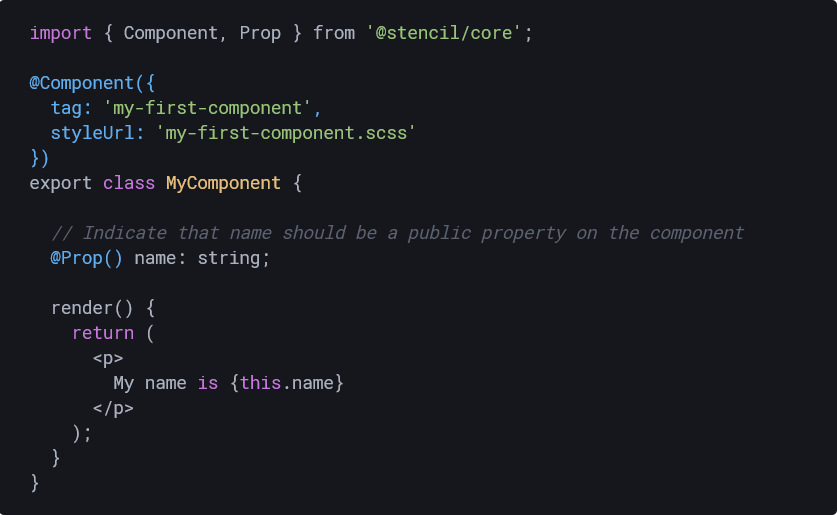 import { Component, Prop } from '@stencil/core';
@Component({
tag: 'my-first-component',
styleUrl: 'my-first-component.scss'
})
export class MyComponent {
// Indicate that name should be a public property on the component
@Prop() name: string;
render() {
return (
<p>
My name is {this.name}
</p>
);
}
}